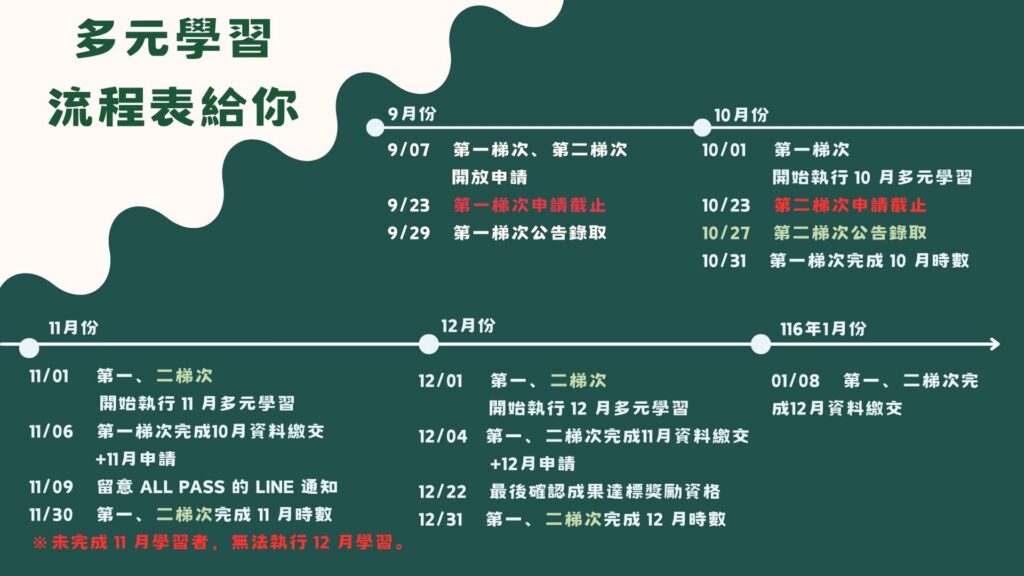 多元學習
流程表給你
9月份
9/07 第一梯次、第二梯次
開放申請
9/23 第一梯次申請截止
9/29 第一梯次公告錄取
10月份
10/01 第一梯次
開始執行 10 月多元學習
10/23 第二梯次申請截止
10/27 第二梯次公告錄取
10/31 第一梯次完成 10 月時數
11月份
11/01 第一、二梯次
開始執行 11 月多元學習
11/06 第一梯次完成10月資料繳交
+11月申請
11/09 留意 ALL PASS 的 LINE 通知
11/30 第一、二梯次完成 11 月時數
※未完成 11 月學習者，無法執行 12 月學習。
12月份
12/01 第一、二梯次
開始執行 12 月多元學習
12/04 第一、二梯次完成11月資料繳交
+12月申請
12/22 最後確認成果達標獎勵資格
12/31 第一、二梯次完成 12 月時數
116年1月份
01/08 第一、二梯次完
成12月資料繳交